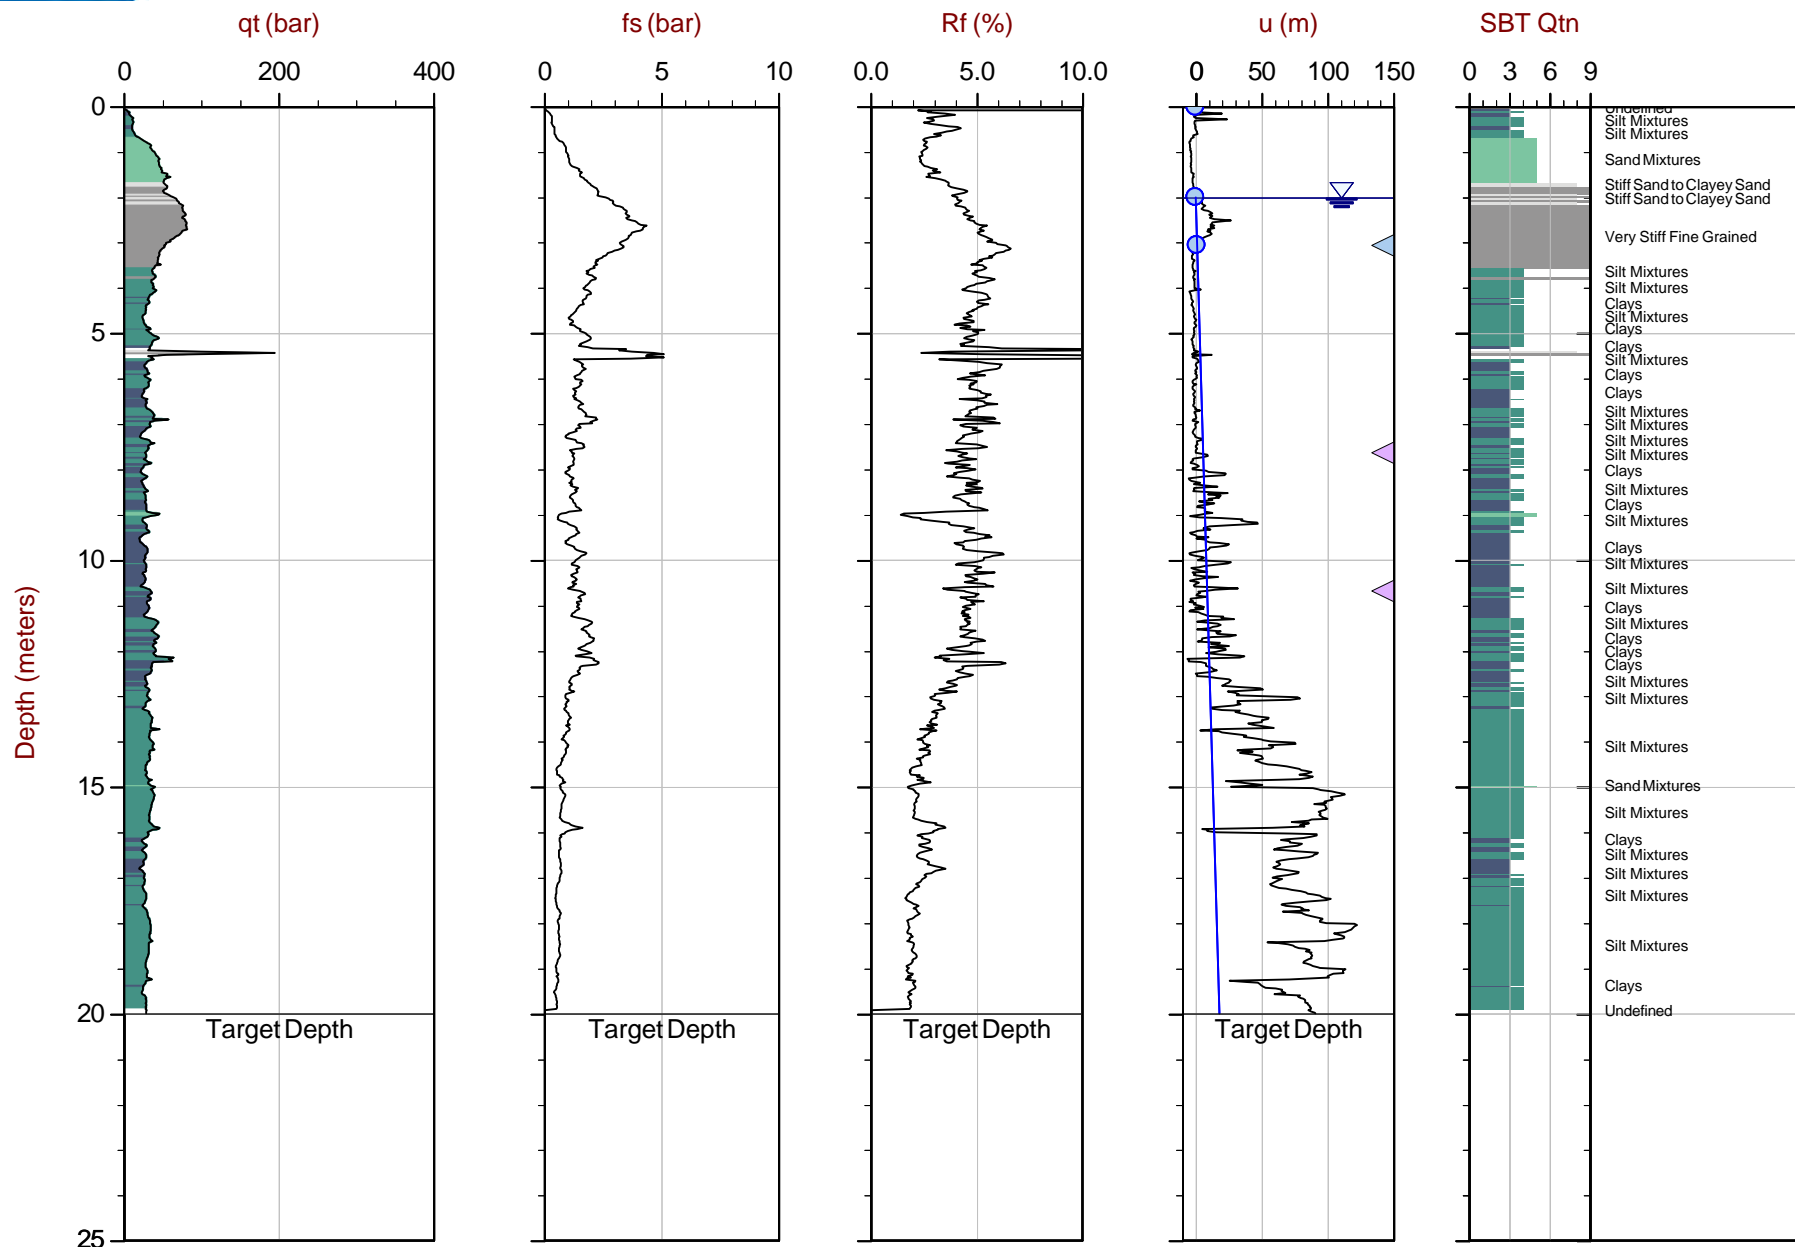 qt (bar)
fs (bar)
Rf (%)
u (m)
SBT Qtn
0 200 400
0 5 10
0.0 5.0 10.0
0 50 100 150
0 3 6 9
0
5
10
15
20
25
Depth (meters)
Undefined
Silt Mixtures
Silt Mixtures
Sand Mixtures
Stiff Sand to Clayey Sand
Stiff Sand to Clayey Sand
Very Stiff Fine Grained
Silt Mixtures
Silt Mixtures
Clays
Silt Mixtures
Clays
Clays
Silt Mixtures
Clays
Clays
Silt Mixtures
Silt Mixtures
Silt Mixtures
Silt Mixtures
Clays
Silt Mixtures
Clays
Silt Mixtures
Clays
Silt Mixtures
Silt Mixtures
Clays
Silt Mixtures
Clays
Clays
Clays
Silt Mixtures
Silt Mixtures
Silt Mixtures
Sand Mixtures
Silt Mixtures
Clays
Silt Mixtures
Silt Mixtures
Silt Mixtures
Silt Mixtures
Clays
Undefined
Target Depth
Target Depth
Target Depth
Target Depth